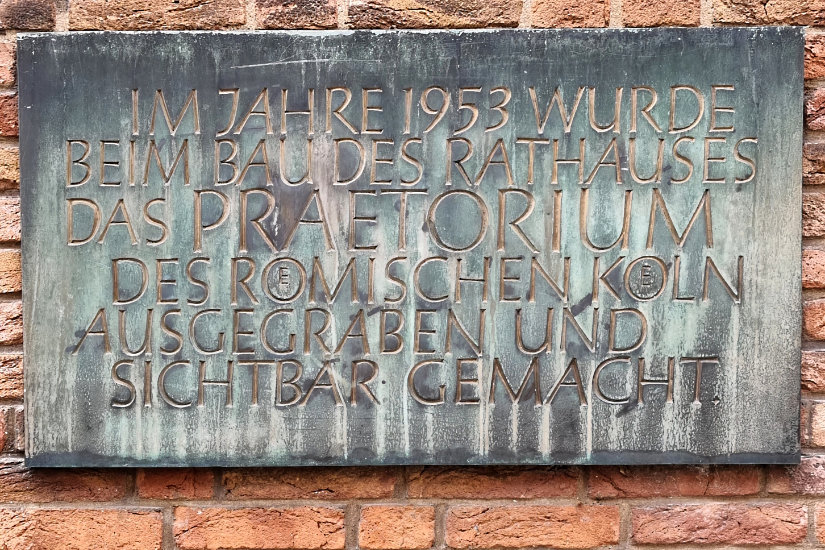 IM JAHRE 1953 WURDE
BEIM BAU DES RATHAUSES
DAS PRAETORIUM
DES RÖMISCHEN KÖLN
AUSGEGRABEN UND
SICHTBAR GEMACHT.